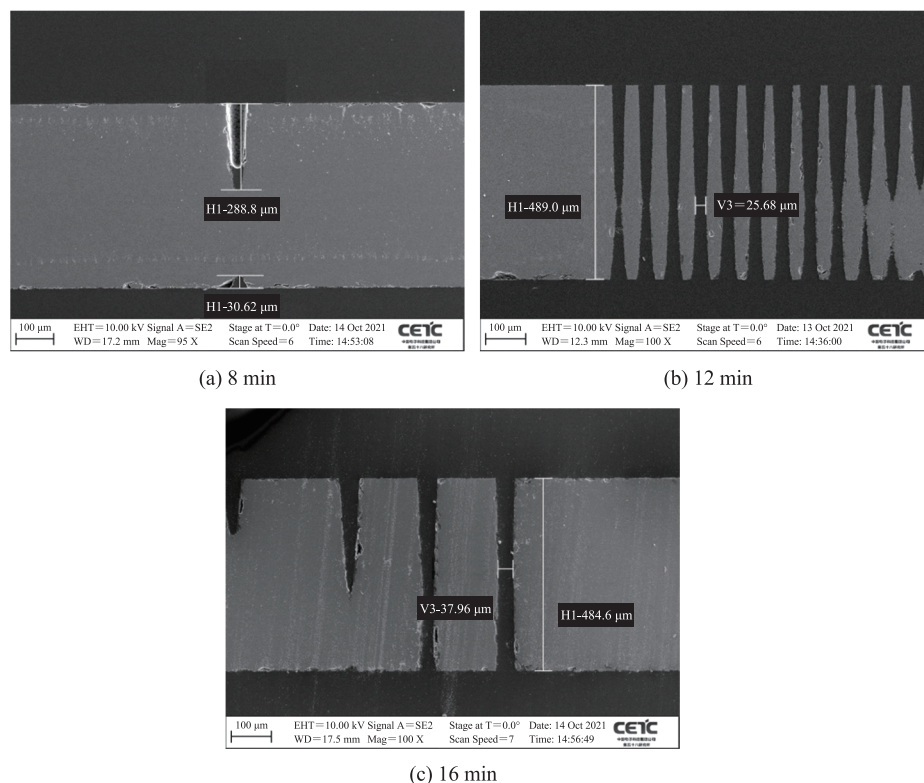 H1-288.8 μm
H1-30.62 μm
100 μm
EHT=10.00 kV Signal A=SE2 Stage at T=0.0° Date: 14 Oct 2021
WD=17.2 mm Mag=95 X Scan Speed=6 Time: 14:53:08
CETC
(a) 8 min
H1-489.0 μm
V3=25.68 μm
100 μm
EHT=10.00 kV Signal A=SE2 Stage at T=0.0° Date: 13 Oct 2021
WD=12.3 mm Mag=100 X Scan Speed=6 Time: 14:36:00
CETC
(b) 12 min
V3-37.96 μm
H1-484.6 μm
100 μm
EHT=10.00 kV Signal A=SE2 Stage at T=0.0° Date: 14 Oct 2021
WD=17.5 mm Mag=100 X Scan Speed=7 Time: 14:56:49
CETC
(c) 16 min